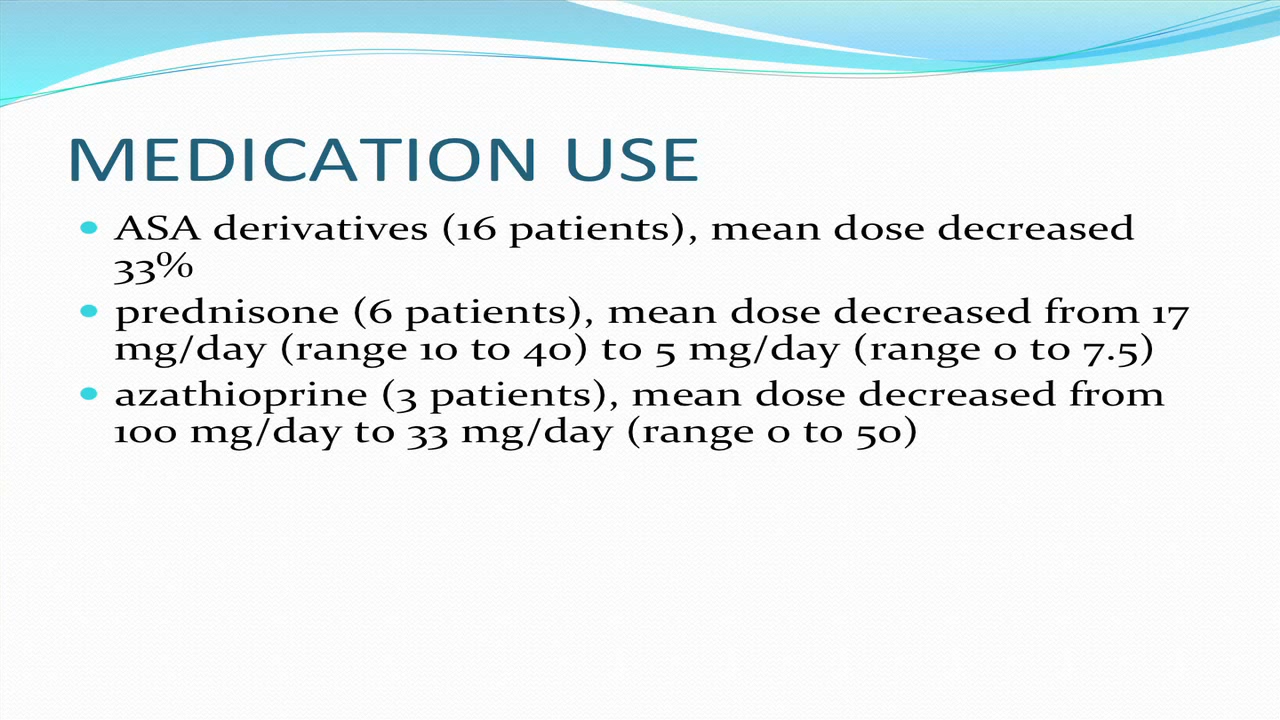 MEDICATION USE
• ASA derivatives (16 patients), mean dose decreased
33%
• prednisone (6 patients), mean dose decreased from 17
mg/day (range 10 to 40) to 5 mg/day (range 0 to 7.5)
• azathioprine (3 patients), mean dose decreased from
100 mg/day to 33 mg/day (range 0 to 50)